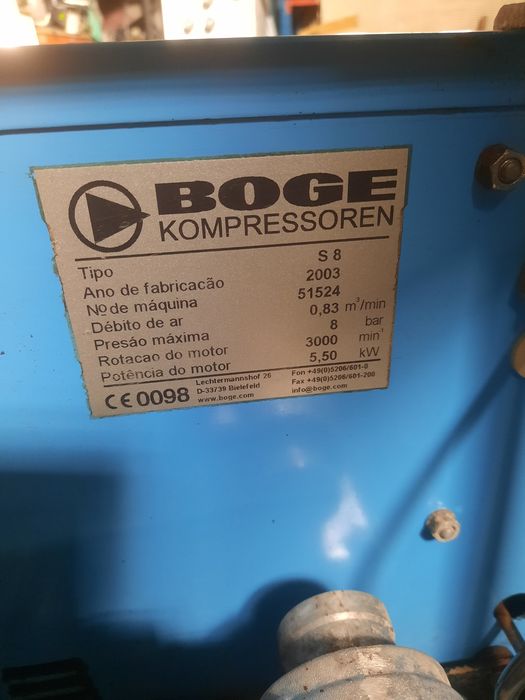 BOGE
KOMPRESSOREN
Tipo S 8
Ano de fabricacão 2003
Nº de máquina 51524
Débito de ar 0,83 m³/min
Presão máxima 8 bar
Rotacao do motor 3000 min⁻¹
Potência do motor 5,50 kW
CE 0098
Lechtermannshof 26
D-33739 Bielefeld
www.boge.com
Fon +49(0)5206/601-0
Fax +49(0)5206/601-200
info@boge.com